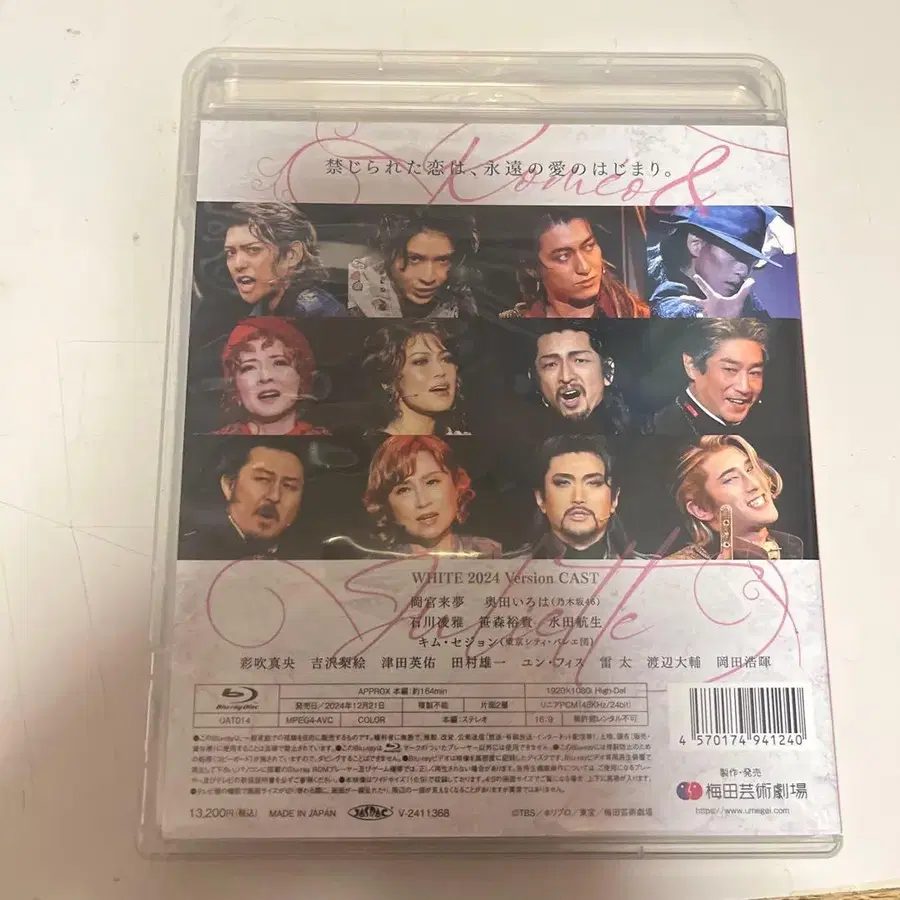 禁じられた恋は、永遠の愛のはじまり。
Roméo &
Juliette
WHITE 2024 Version CAST
岡宮来夢 奥田いろは(乃木坂46)
石川凌雅 笹森裕貴 水田航生
キム・セジョン(東京シティ・バレエ団)
彩吹真央 吉沢梨絵 津田英佑 田村雄一 ユン・フィス 雷 太 渡辺大輔 岡田浩暉
Blu-ray Disc
APPROX 本編:約164min
1920×1080i High-Def
発売日/2024年12月21日
複製不能
片面2層
リニアPCM(48KHz/24bit)
UAT014
MPEG4-AVC
COLOR
本編:ステレオ
16:9
無許諾レンタル不可
4 570174 941240
製作・発売
梅田芸術劇場
https://www.umegei.com
13,200円(税込)
MADE IN JAPAN
JASRAC
V-2411368
©TBS/ホリプロ/東宝/梅田芸術劇場